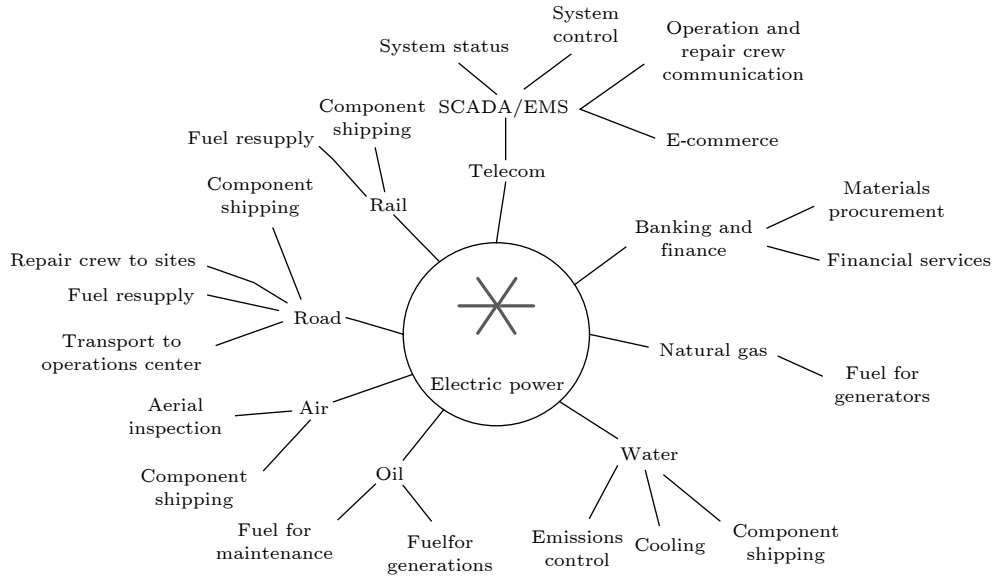 System
control
System status
Operation and
repair crew
communication
SCADA/EMS
E-commerce
Telecom
Component
shipping
Fuel resupply
Rail
Component
shipping
Repair crew to sites
Fuel resupply
Road
Transport to
operations center
Materials
procurement
Banking and
finance
Financial services
Natural gas
Fuel for
generators
Electric power
Aerial
inspection
Air
Component
shipping
Oil
Fuel for
maintenance
Fuelfor
generations
Water
Emissions
control
Cooling
Component
shipping